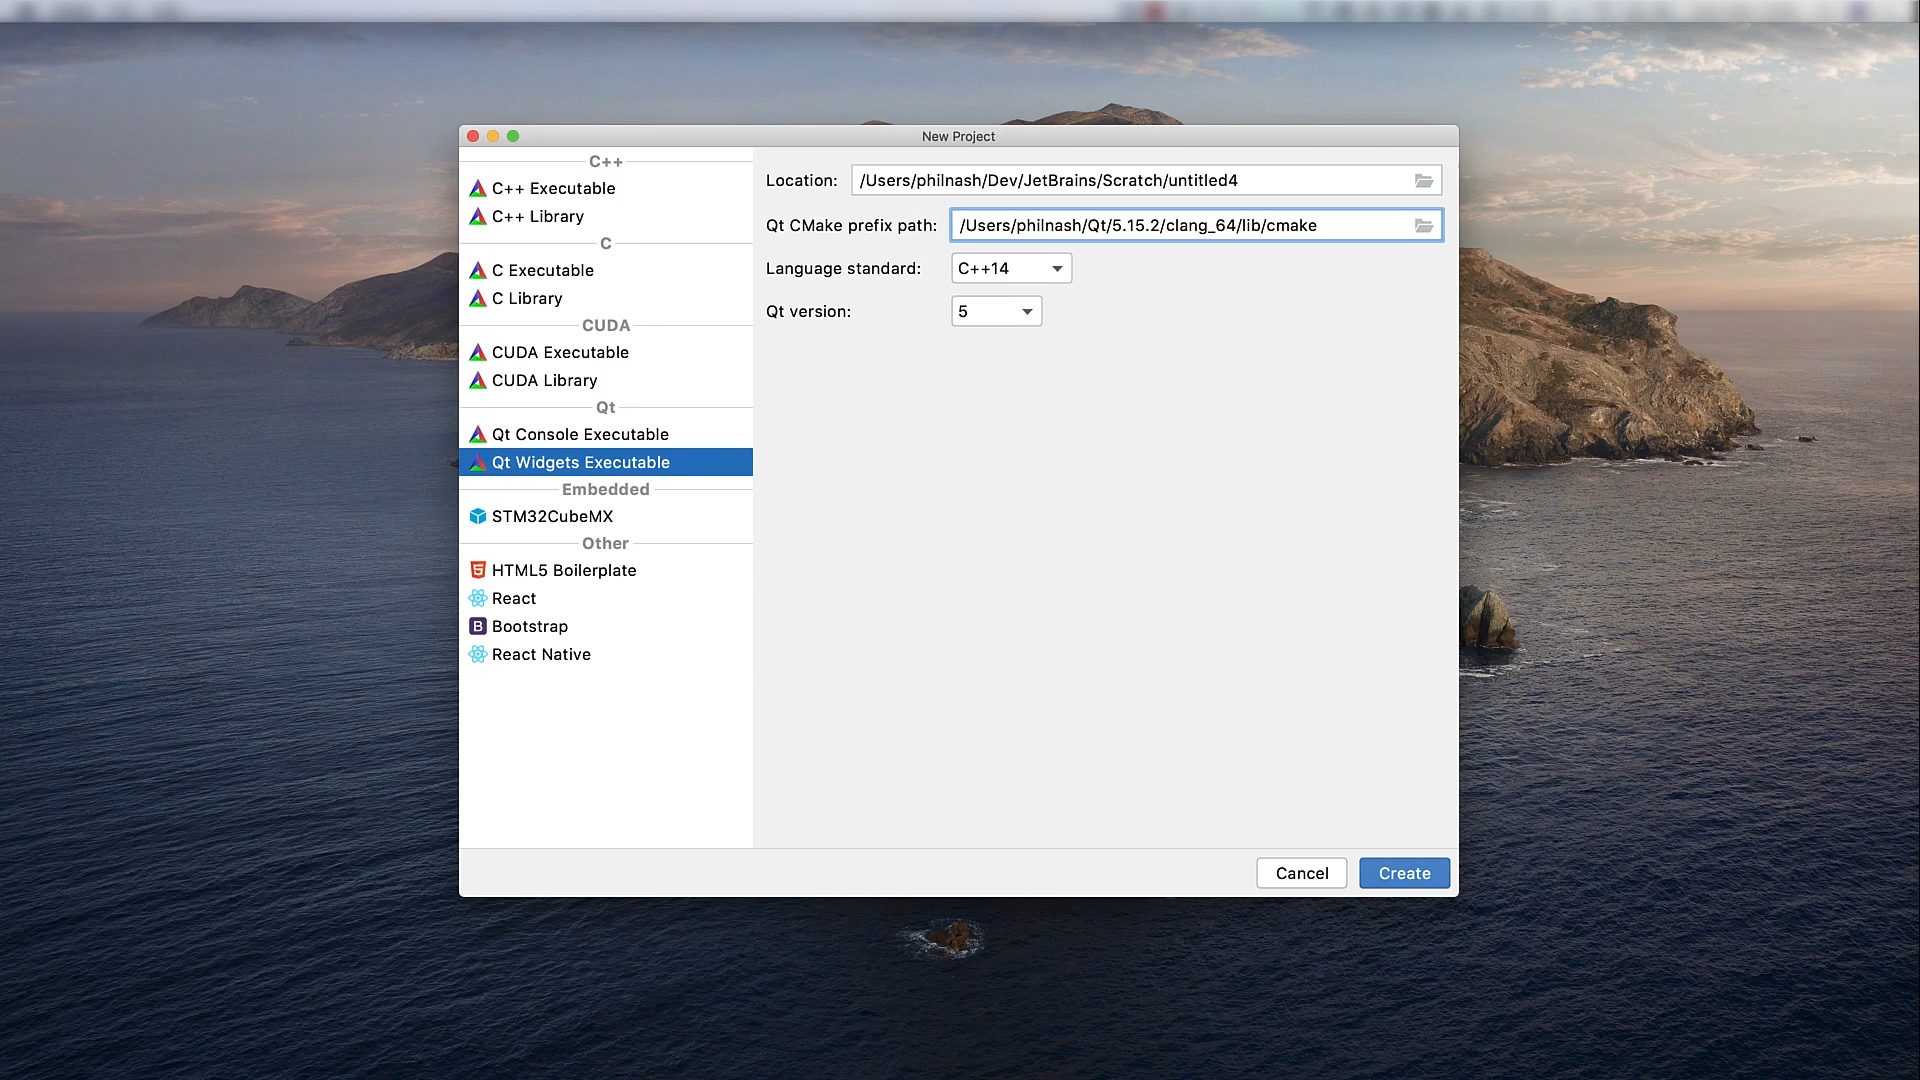 New Project
C++
C++ Executable
C++ Library
C
C Executable
C Library
CUDA
CUDA Executable
CUDA Library
Qt
Qt Console Executable
Qt Widgets Executable
Embedded
STM32CubeMX
Other
HTML5 Boilerplate
React
B Bootstrap
React Native
Location: /Users/philnash/Dev/JetBrains/Scratch/untitled4
Qt CMake prefix path: /Users/philnash/Qt/5.15.2/clang_64/lib/cmake
Language standard: C++14
Qt version: 5
Cancel Create